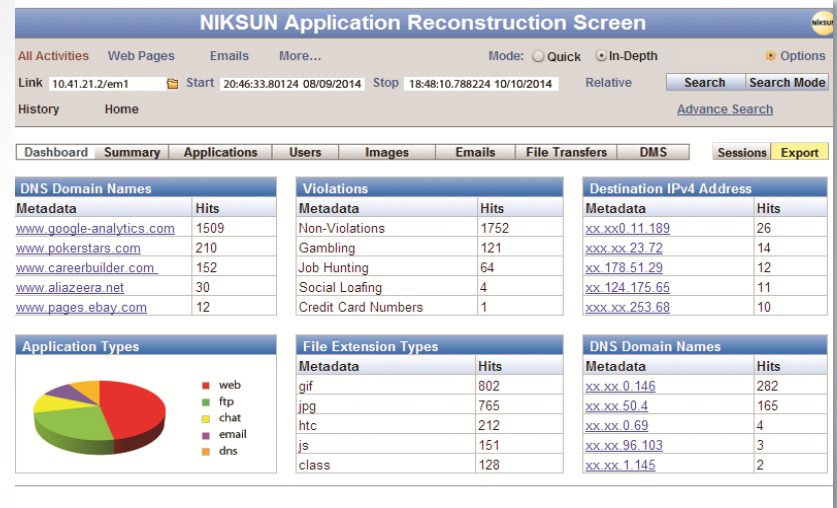 NIKSUN Application Reconstruction Screen
NIKSUN
All Activities Web Pages Emails More... Mode: Quick In-Depth Options
Link 10.41.21.2/em1 Start 20:46:33.80124 08/09/2014 Stop 18:48:10.788224 10/10/2014 Relative Search Search Mode
History Home Advance Search
Dashboard Summary Applications Users Images Emails File Transfers DMS Sessions Export
DNS Domain Names
Metadata Hits
www.google-analytics.com 1509
www.pokerstars.com 210
www.careerbuilder.com 152
www.aliazeera.net 30
www.pages.ebay.com 12
Violations
Metadata Hits
Non-Violations 1752
Gambling 121
Job Hunting 64
Social Loafing 4
Credit Card Numbers 1
Destination IPv4 Address
Metadata Hits
xx.xx0.11.189 26
xxx.xx.23.72 14
xx.178.51.29 12
xx.124.175.65 11
xxx.xx.253.68 10
Application Types
web
ftp
chat
email
dns
File Extension Types
Metadata Hits
gif 802
jpg 765
htc 212
js 151
class 128
DNS Domain Names
Metadata Hits
xx.xx.0.146 282
xx.xx.50.4 165
xx.xx.0.69 4
xx.xx.96.103 3
xx.xx.1.145 2